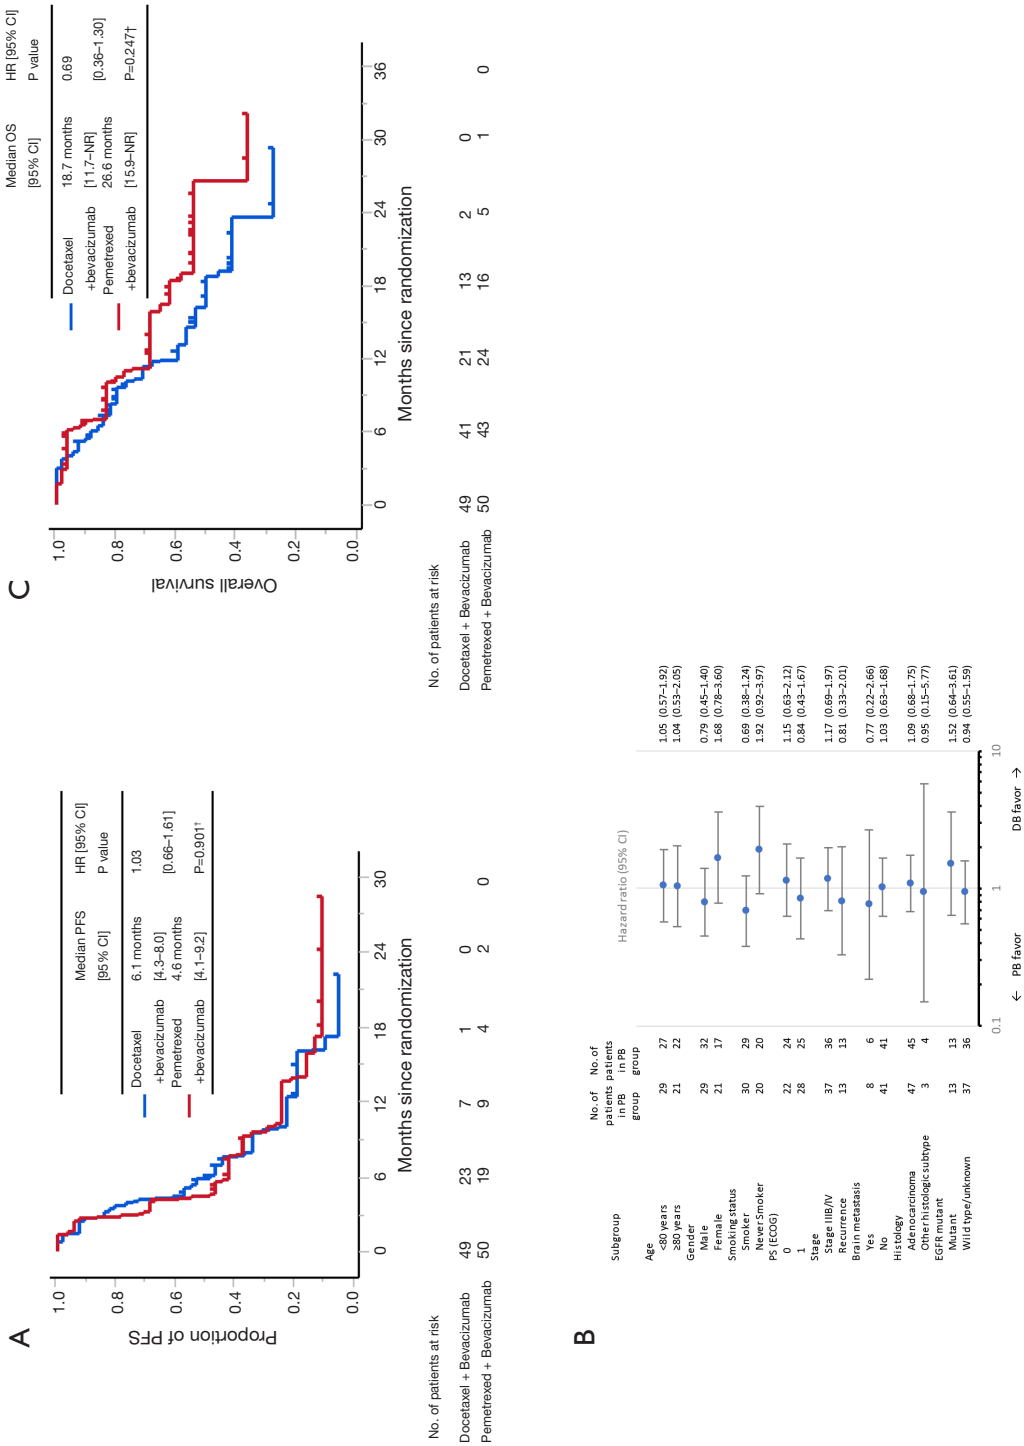 A
Median PFS HR [95% CI]
[95% CI] P value
Docetaxel 6.1 months 1.03
+bevacizumab [4.3–8.0] [0.66–1.61]
Pemetrexed 4.6 months
+bevacizumab [4.1–9.2] P=0.901†
Proportion of PFS
1.0
0.8
0.6
0.4
0.2
0.0
0 6 12 18 24 30
Months since randomization
No. of patients at risk
Docetaxel + Bevacizumab 49 23 7 1 0
Pemetrexed + Bevacizumab 50 19 9 4 2 0
C
Median OS HR [95% CI]
[95% CI] P value
Docetaxel 18.7 months 0.69
+bevacizumab [11.7–NR] [0.36–1.30]
Pemetrexed 26.6 months
+bevacizumab [15.9–NR] P=0.247†
Overall survival
1.0
0.8
0.6
0.4
0.2
0.0
0 6 12 18 24 30 36
Months since randomization
No. of patients at risk
Docetaxel + Bevacizumab 49 41 21 13 2 0
Pemetrexed + Bevacizumab 50 43 24 16 5 1 0
B
Subgroup
No. of patients in PB group
No. of patients in PB group
Hazard ratio (95% CI)
Age
<80 years 29 27 1.05 (0.57–1.92)
≥80 years 21 22 1.04 (0.53–2.05)
Gender
Male 29 32 0.79 (0.45–1.40)
Female 21 17 1.68 (0.78–3.60)
Smoking status
Smoker 30 29 0.69 (0.38–1.24)
Never Smoker 20 20 1.92 (0.92–3.97)
PS (ECOG)
0 22 24 1.15 (0.63–2.12)
1 28 25 0.84 (0.43–1.67)
Stage
Stage IIIB/IV 37 36 1.17 (0.69–1.97)
Recurrence 13 13 0.81 (0.33–2.01)
Brain metastasis
Yes 8 6 0.77 (0.22–2.66)
No 41 41 1.03 (0.63–1.68)
Histology
Adenocarcinoma 47 45 1.09 (0.68–1.75)
Other histologic subtype 3 4 0.95 (0.15–5.77)
EGFR mutant
Mutant 13 13 1.52 (0.64–3.61)
Wild type/unknown 37 36 0.94 (0.55–1.59)
0.1 1 10
← PB favor DB favor →